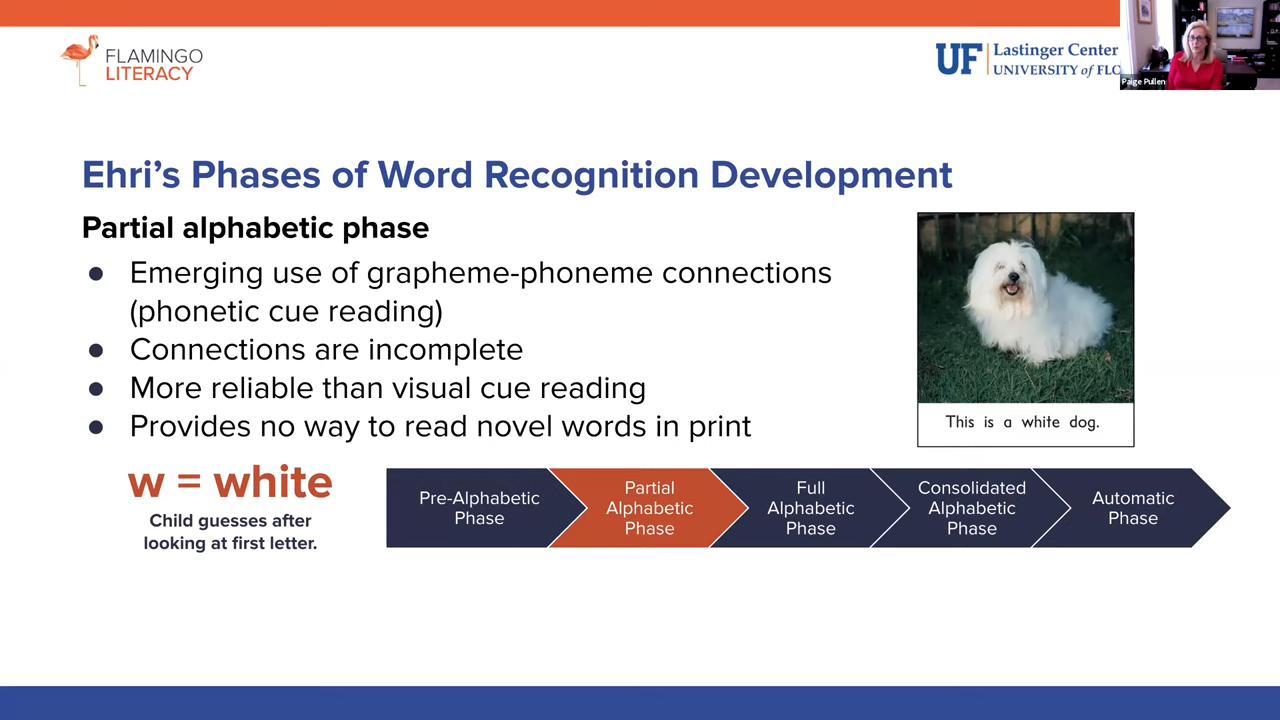 FLAMINGO
LITERACY
UF
Lastinger Center
UNIVERSITY of FLO
Paige Pullen
Ehri’s Phases of Word Recognition Development
Partial alphabetic phase
● Emerging use of grapheme-phoneme connections
(phonetic cue reading)
● Connections are incomplete
● More reliable than visual cue reading
● Provides no way to read novel words in print
This is a white dog.
w = white
Child guesses after
looking at first letter.
Pre-Alphabetic
Phase
Partial
Alphabetic
Phase
Full
Alphabetic
Phase
Consolidated
Alphabetic
Phase
Automatic
Phase